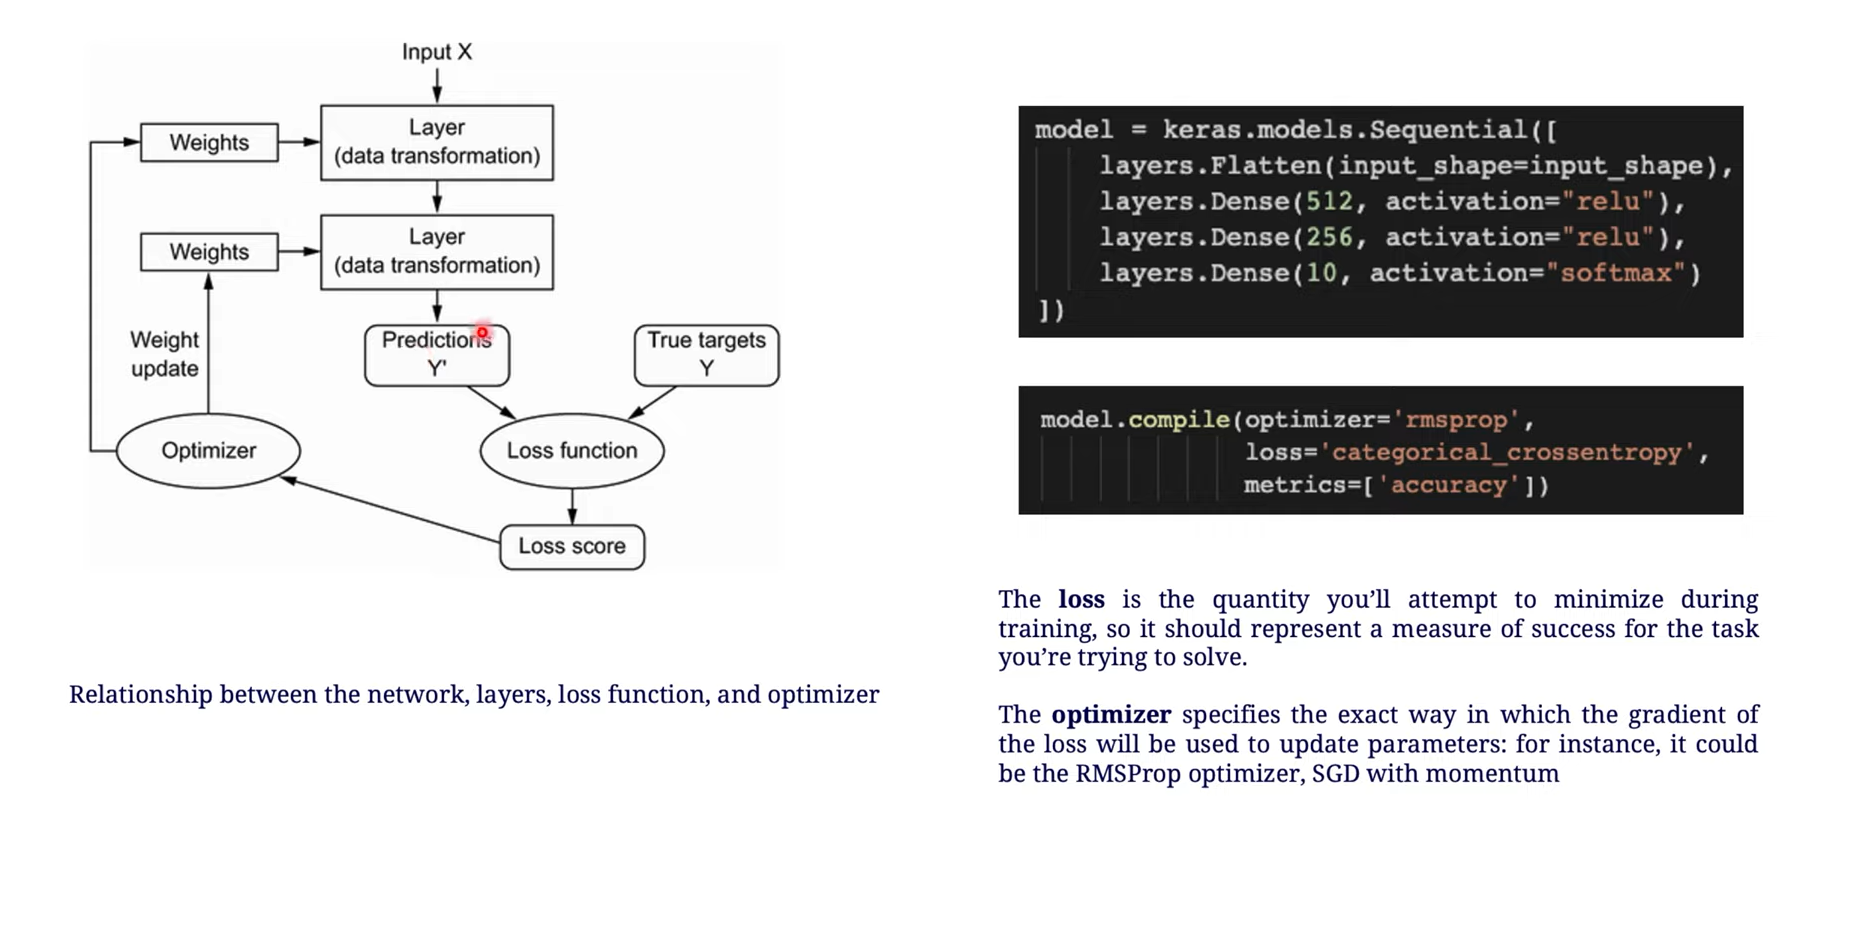 Input X
Weights
Layer
(data transformation)
Weights
Layer
(data transformation)
Weight
update
Predictions
Y'
True targets
Y
Optimizer
Loss function
Loss score
Relationship between the network, layers, loss function, and optimizer
model = keras.models.Sequential([
layers.Flatten(input_shape=input_shape),
layers.Dense(512, activation="relu"),
layers.Dense(256, activation="relu"),
layers.Dense(10, activation="softmax")
])
model.compile(optimizer='rmsprop',
loss='categorical_crossentropy',
metrics=['accuracy'])
The loss is the quantity you’ll attempt to minimize during
training, so it should represent a measure of success for the task
you’re trying to solve.
The optimizer specifies the exact way in which the gradient of
the loss will be used to update parameters: for instance, it could
be the RMSProp optimizer, SGD with momentum